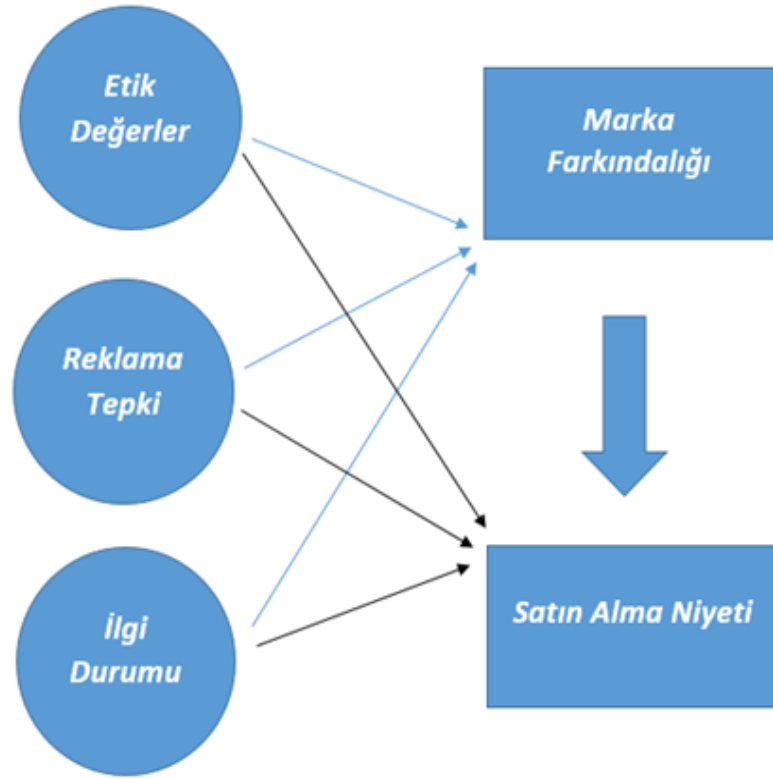 Etik
Değerler
Marka
Farkındalığı
Reklama
Tepki
İlgi
Durumu
Satın Alma Niyeti